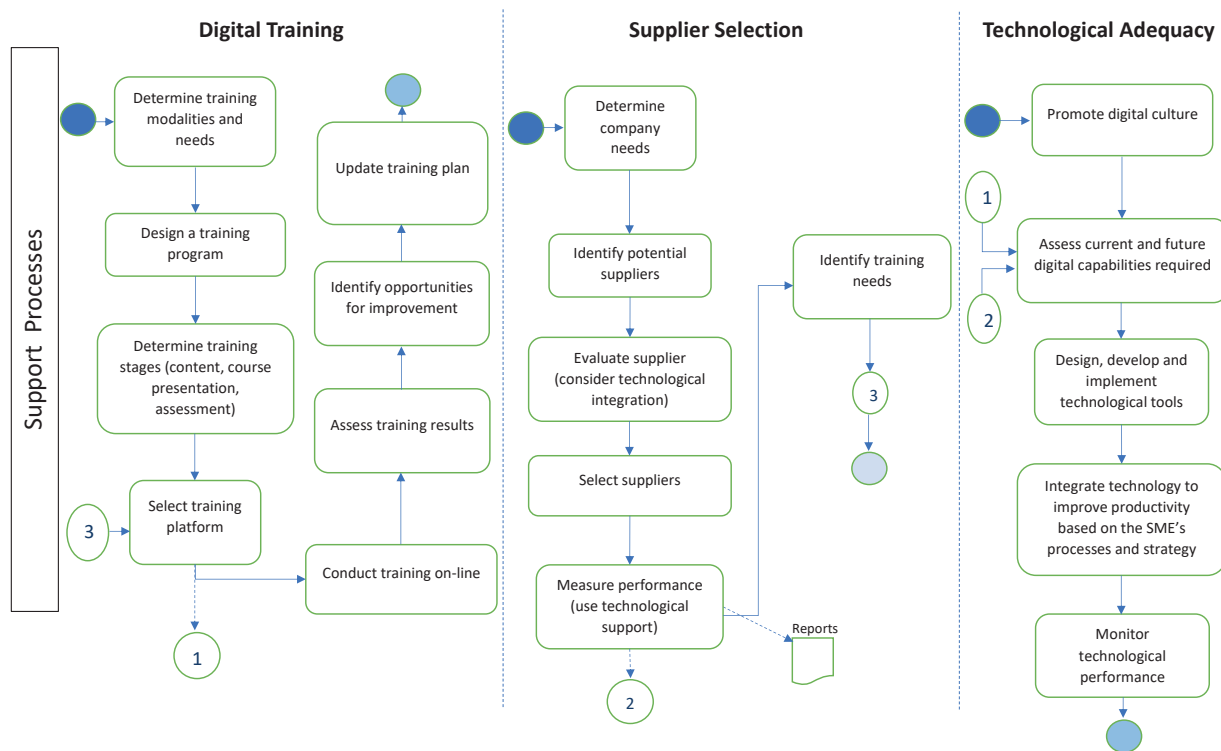 Digital Training
Supplier Selection
Technological Adequacy
Support Processes
Determine training
modalities and
needs
Design a training
program
Determine training
stages (content, course
presentation,
assessment)
Select training
platform
3
1
Conduct training on-line
Assess training results
Identify opportunities
for improvement
Update training plan
Determine
company
needs
Identify potential
suppliers
Evaluate supplier
(consider technological
integration)
Select suppliers
Measure performance
(use technological
support)
2
Reports
Identify training
needs
3
Promote digital culture
1
Assess current and future
digital capabilities required
2
Design, develop and
implement
technological tools
Integrate technology to
improve productivity
based on the SME's
processes and strategy
Monitor
technological
performance